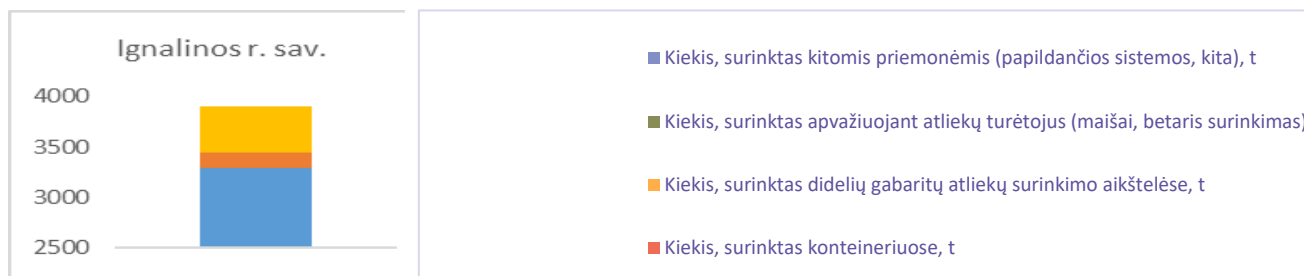 Ignalinos r. sav.
4000
3500
3000
2500
Kiekis, surinktas kitomis priemonėmis (papildančios sistemos, kita), t
Kiekis, surinktas apvažiuojant atliekų turėtojus (maišai, betaris surinkimas)
Kiekis, surinktas didelių gabaritų atliekų surinkimo aikštelėse, t
Kiekis, surinktas konteineriuose, t